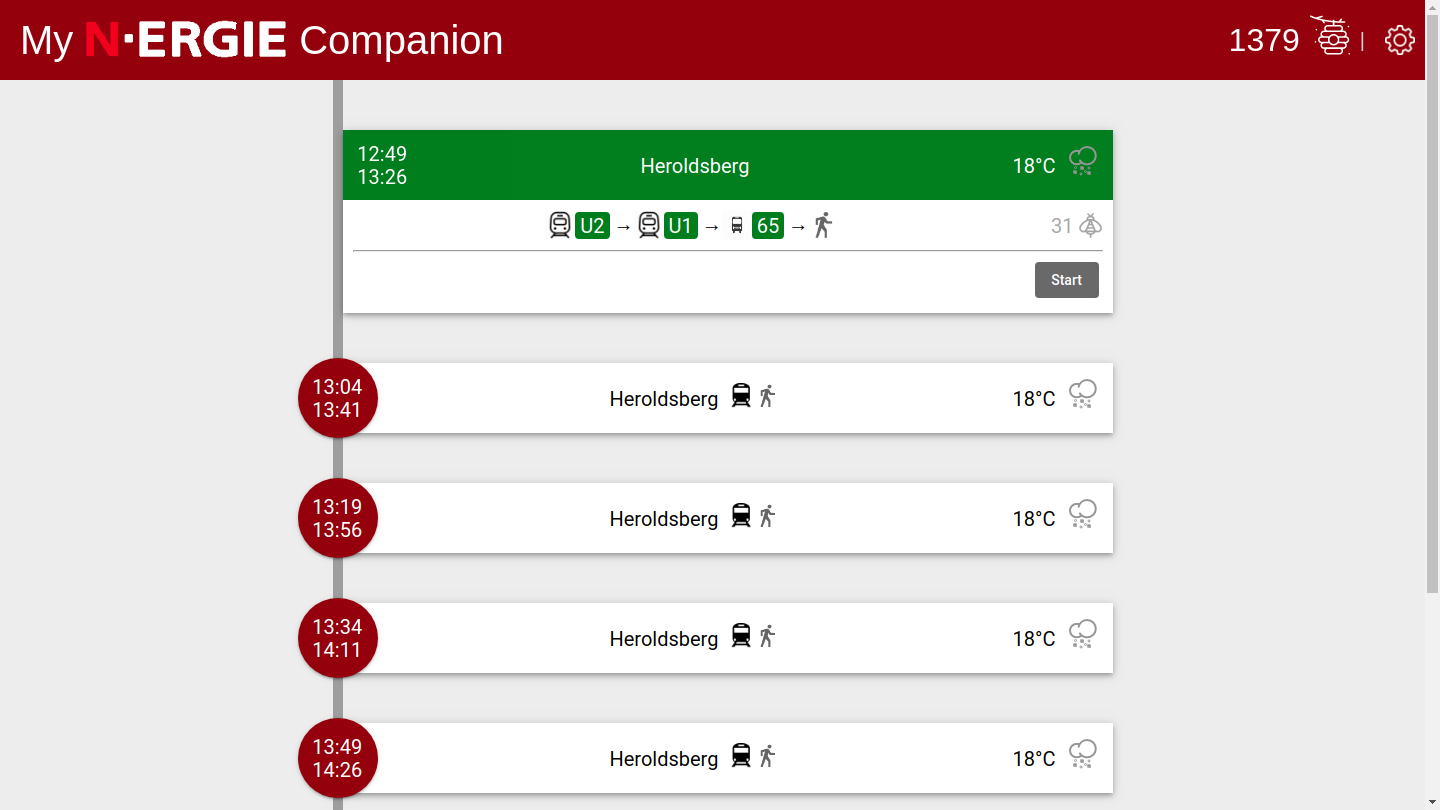 My N·ERGIE Companion
1379 |
12:49
13:26
Heroldsberg
18°C
U2 → U1 → 65 →
31
Start
13:04
13:41
Heroldsberg
18°C
13:19
13:56
Heroldsberg
18°C
13:34
14:11
Heroldsberg
18°C
13:49
14:26
Heroldsberg
18°C